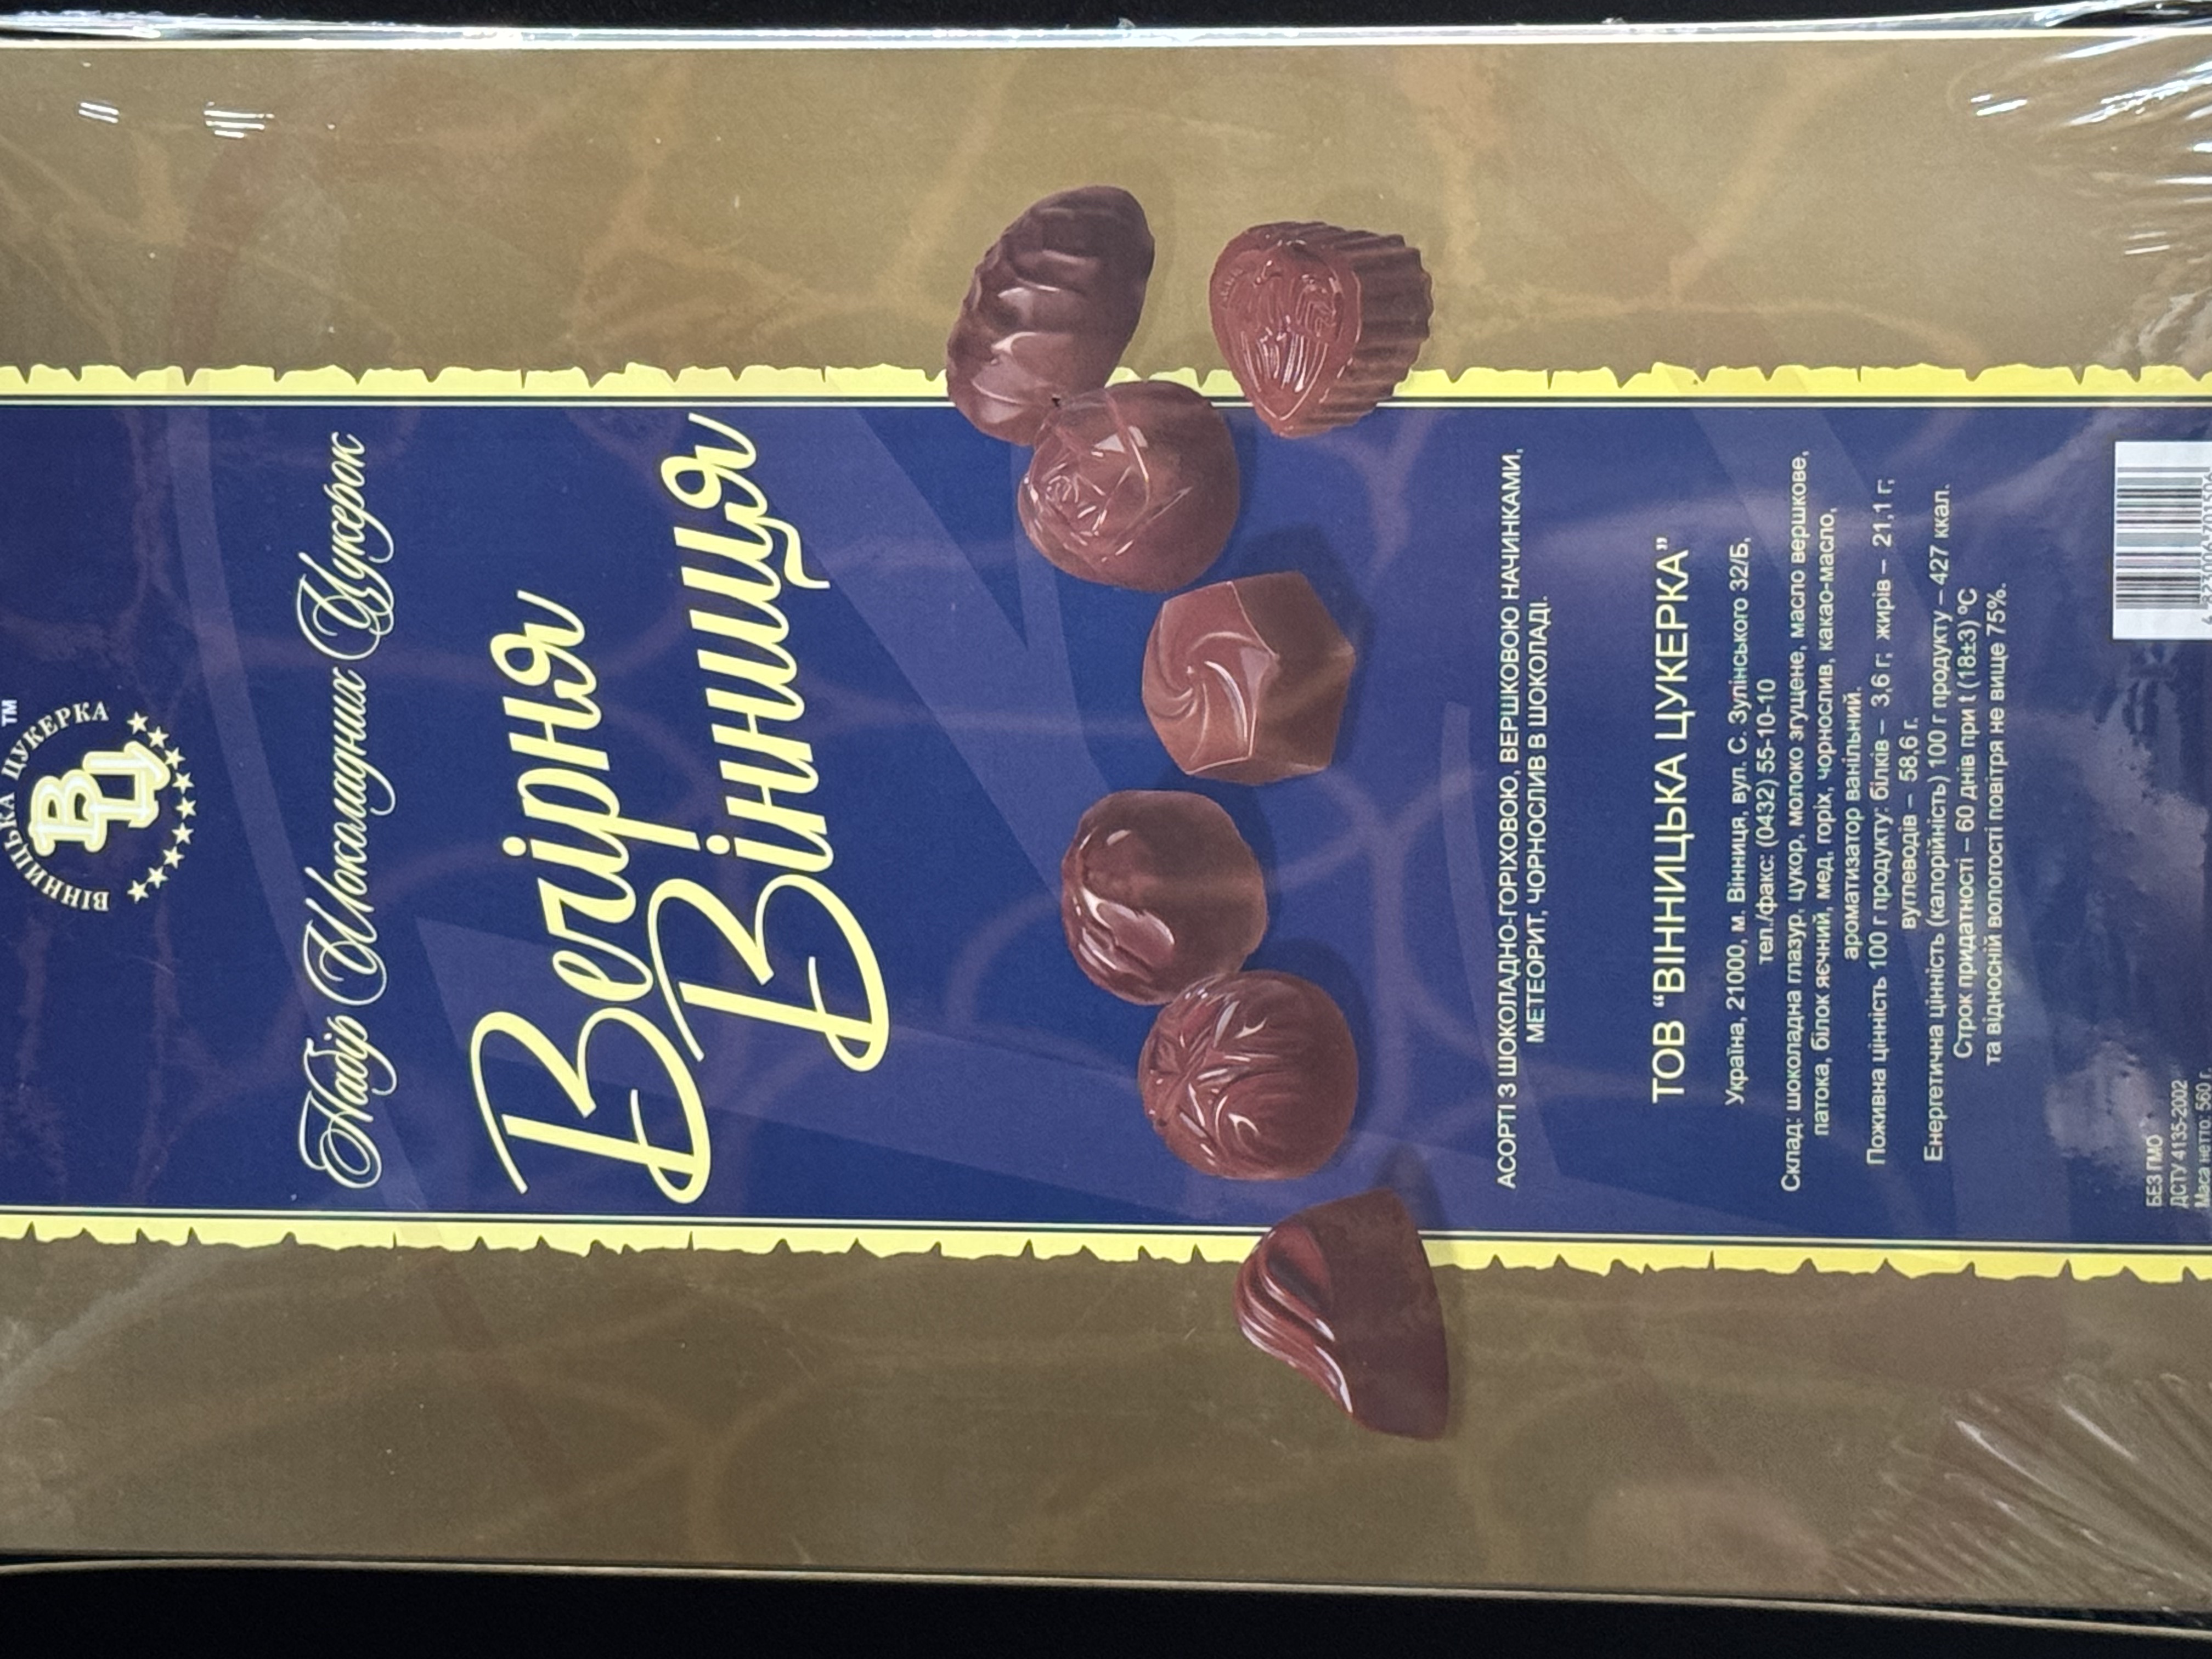 ВІННИЦЬКА ЦУКЕРКА ТМ
ВЦ
Набір Шоколадних Цукерок
Вечірня
Вінниця
АСОРТІ З ШОКОЛАДНО-ГОРІХОВОЮ, ВЕРШКОВОЮ НАЧИНКАМИ,
МЕТЕОРИТ, ЧОРНОСЛИВ В ШОКОЛАДІ.
ТОВ “ВІННИЦЬКА ЦУКЕРКА”
Україна, 21000, м. Вінниця, вул. С. Зулінського 32/Б,
тел./факс: (0432) 55-10-10
Склад: шоколадна глазур, цукор, молоко згущене, масло вершкове,
патока, білок яєчний, мед, горіх, чорнослив, какао-масло,
ароматизатор ванільний.
Поживна цінність 100 г продукту: білків – 3,6 г; жирів – 21,1 г;
вуглеводів – 58,6 г.
Енергетична цінність (калорійність) 100 г продукту – 427 ккал.
Строк придатності – 60 днів при t (18±3) °С
та відносній вологості повітря не вище 75%.
БЕЗ ГМО
ДСТУ 4135-2002
Маса нетто: 560 г.